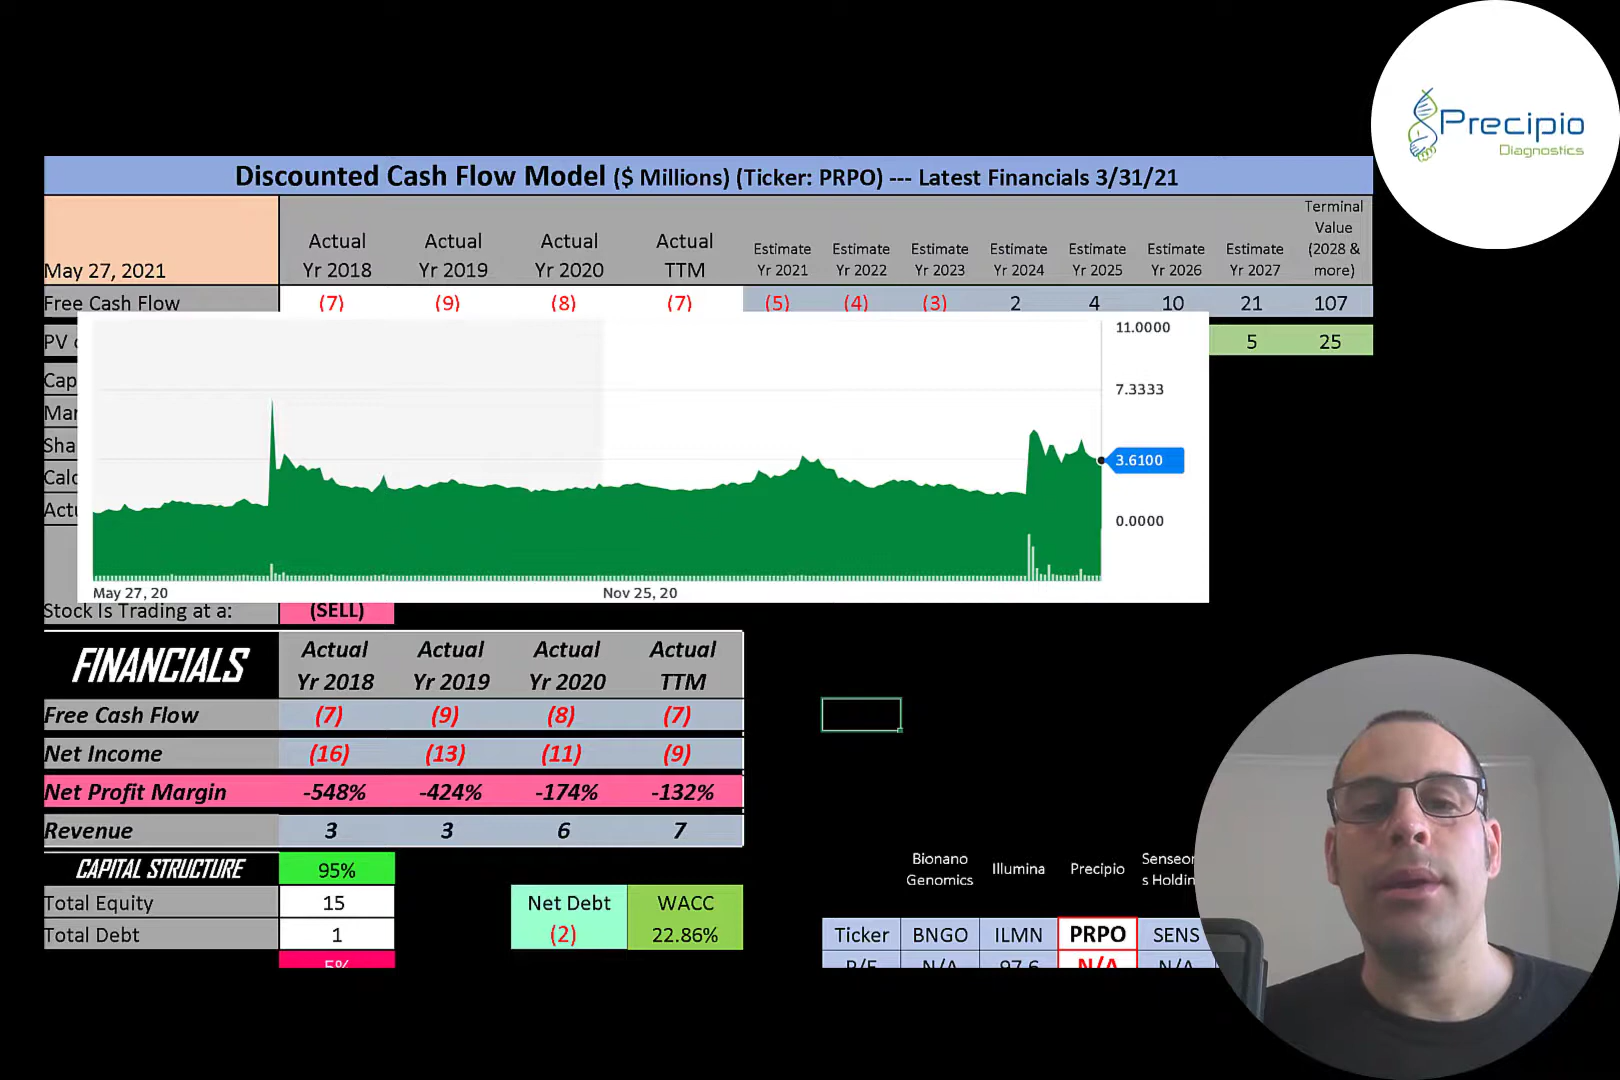 Precipio
Diagnostics
Discounted Cash Flow Model ($ Millions) (Ticker: PRPO) --- Latest Financials 3/31/21
May 27, 2021 Actual Yr 2018 Actual Yr 2019 Actual Yr 2020 Actual TTM Estimate Yr 2021 Estimate Yr 2022 Estimate Yr 2023 Estimate Yr 2024 Estimate Yr 2025 Estimate Yr 2026 Estimate Yr 2027 Terminal Value (2028 & more)
Free Cash Flow (7) (9) (8) (7) (5) (4) (3) 2 4 10 21 107
PV 5 25
11.0000
7.3333
3.6100
0.0000
May 27, 20 Nov 25, 20
Stock Is Trading at a: (SELL)
FINANCIALS Actual Yr 2018 Actual Yr 2019 Actual Yr 2020 Actual TTM
Free Cash Flow (7) (9) (8) (7)
Net Income (16) (13) (11) (9)
Net Profit Margin -548% -424% -174% -132%
Revenue 3 3 6 7
CAPITAL STRUCTURE 95%
Total Equity 15
Total Debt 1
5%
Net Debt WACC
(2) 22.86%
Bionano Genomics Illumina Precipio Senseon s Holdin
Ticker BNGO ILMN PRPO SENS
P/E N/A 97.6 N/A N/A